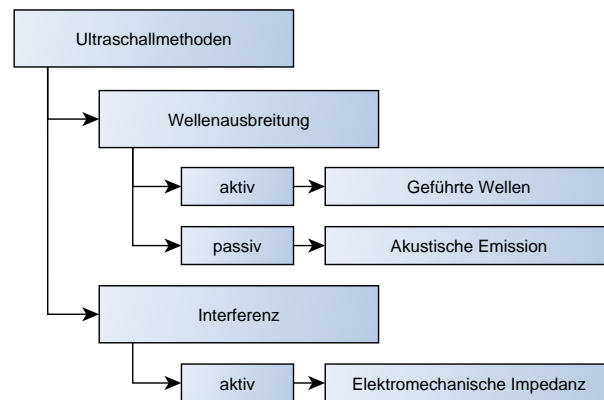 Ultraschallmethoden
Wellenausbreitung
aktiv
Geführte Wellen
passiv
Akustische Emission
Interferenz
aktiv
Elektromechanische Impedanz